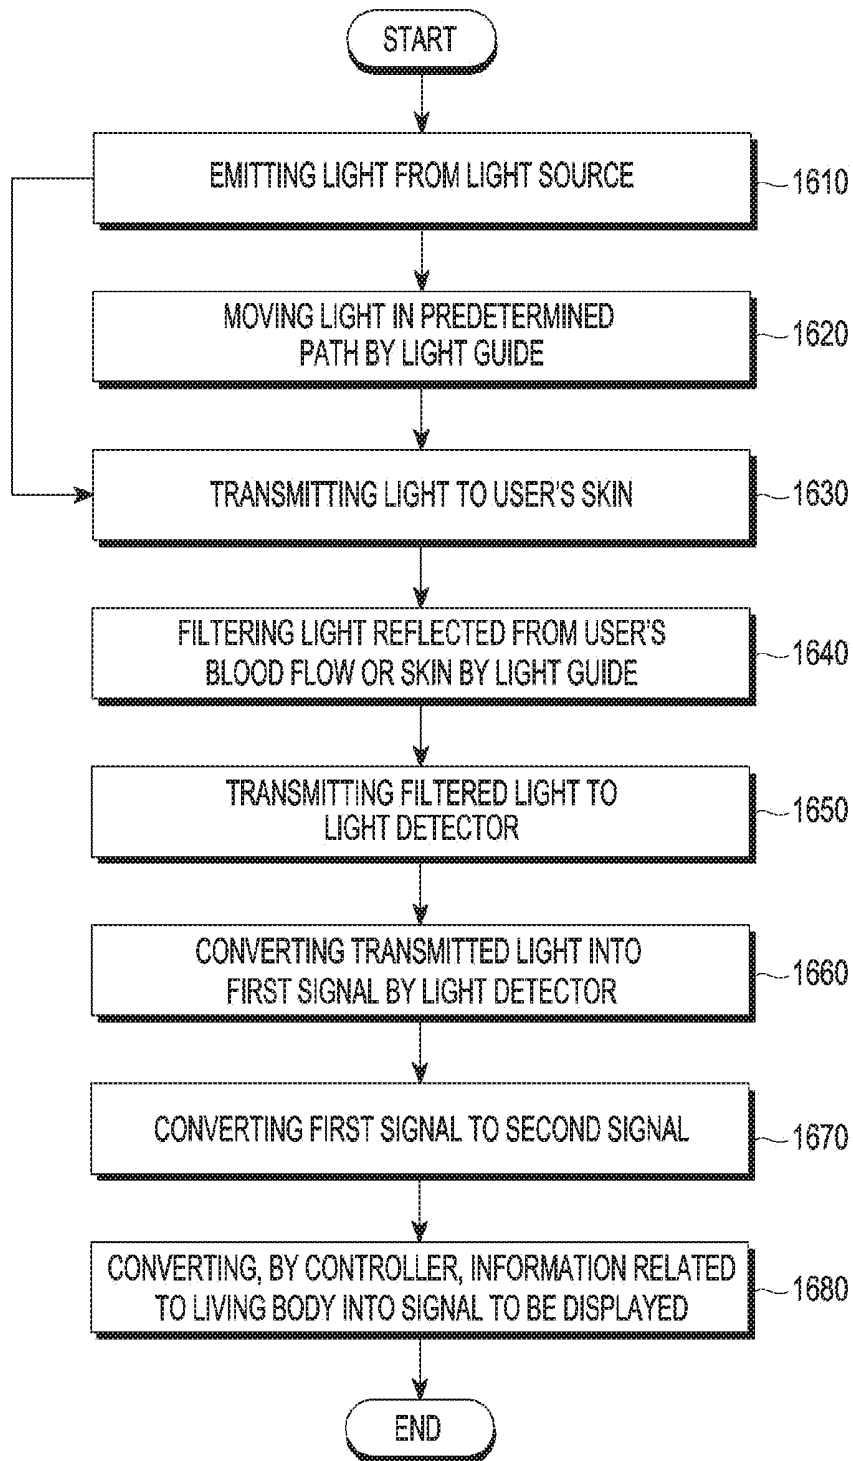 START
EMITTING LIGHT FROM LIGHT SOURCE
1610
MOVING LIGHT IN PREDETERMINED
PATH BY LIGHT GUIDE
1620
TRANSMITTING LIGHT TO USER'S SKIN
1630
FILTERING LIGHT REFLECTED FROM USER'S
BLOOD FLOW OR SKIN BY LIGHT GUIDE
1640
TRANSMITTING FILTERED LIGHT TO
LIGHT DETECTOR
1650
CONVERTING TRANSMITTED LIGHT INTO
FIRST SIGNAL BY LIGHT DETECTOR
1660
CONVERTING FIRST SIGNAL TO SECOND SIGNAL
1670
CONVERTING, BY CONTROLLER, INFORMATION RELATED
TO LIVING BODY INTO SIGNAL TO BE DISPLAYED
1680
END